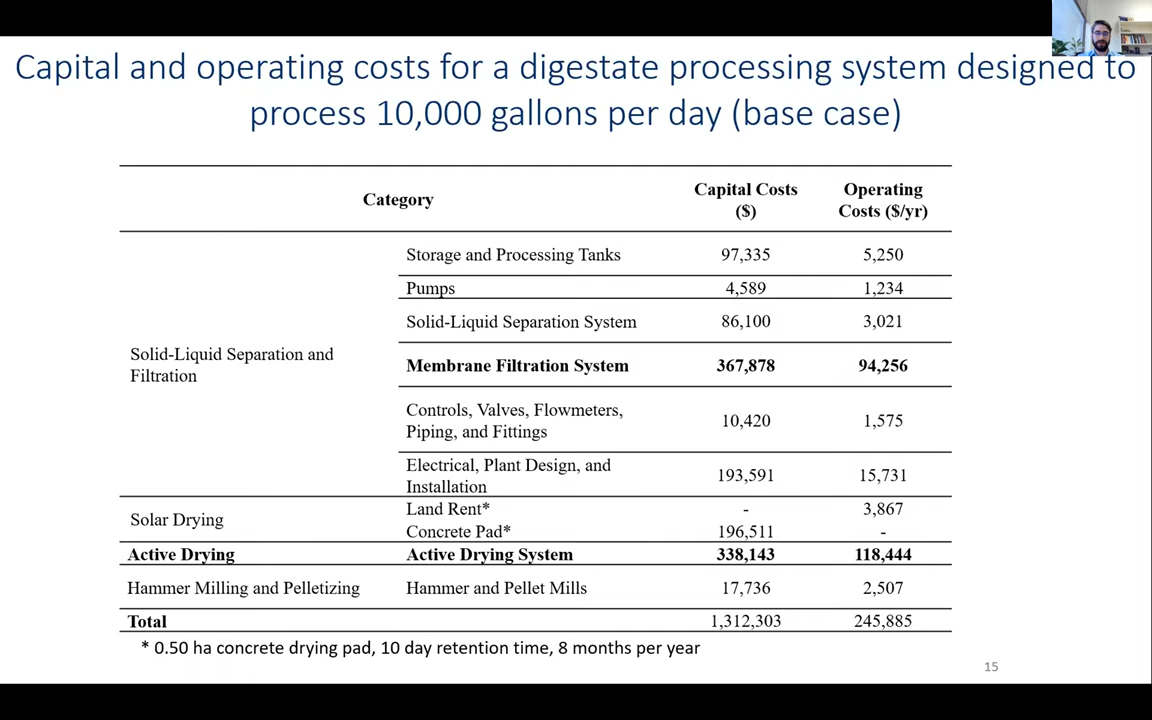 Capital and operating costs for a digestate processing system designed to
process 10,000 gallons per day (base case)
Category
Capital Costs
($)
Operating
Costs ($/yr)
Solid-Liquid Separation and
Filtration
Storage and Processing Tanks 97,335 5,250
Pumps 4,589 1,234
Solid-Liquid Separation System 86,100 3,021
Membrane Filtration System 367,878 94,256
Controls, Valves, Flowmeters,
Piping, and Fittings 10,420 1,575
Electrical, Plant Design, and
Installation 193,591 15,731
Solar Drying
Land Rent* - 3,867
Concrete Pad* 196,511 -
Active Drying Active Drying System 338,143 118,444
Hammer Milling and Pelletizing Hammer and Pellet Mills 17,736 2,507
Total 1,312,303 245,885
* 0.50 ha concrete drying pad, 10 day retention time, 8 months per year
15